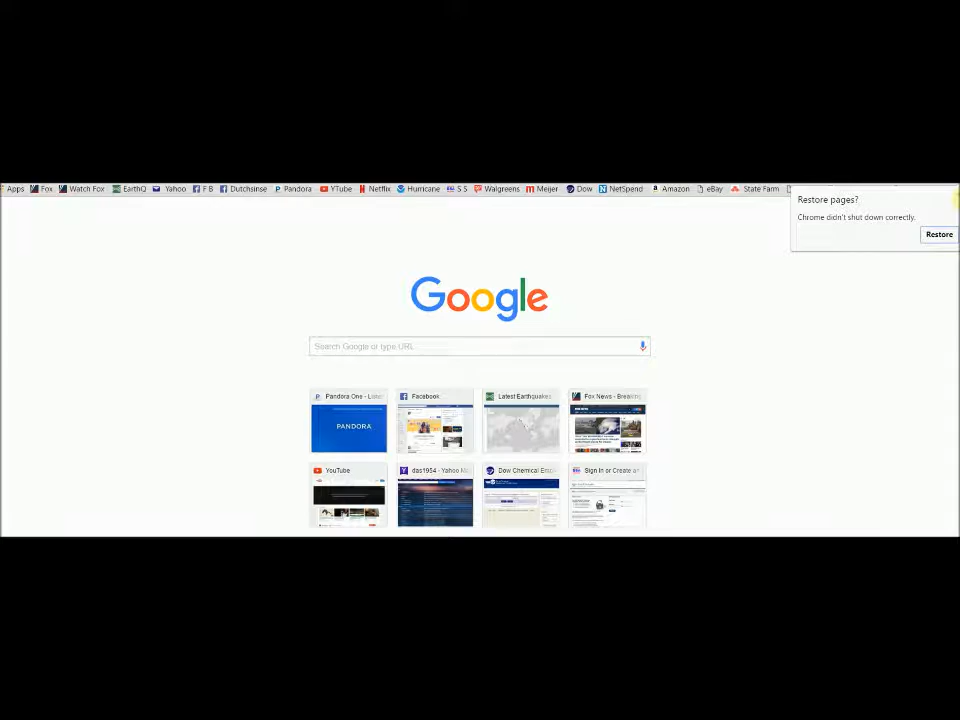 Apps Fox Watch Fox EarthQ Yahoo F B Dutchsinse Pandora YTube Netflix Hurricane S S Walgreens Meijer Dow NetSpend Amazon eBay State Farm
Restore pages?
Chrome didn't shut down correctly.
Restore
Google
Search Google or type URL
Pandora One - Liste Facebook Latest Earthquakes Fox News - Breaking
PANDORA
YouTube das1954 - Yahoo M Dow Chemical Emp Sign In or Create an